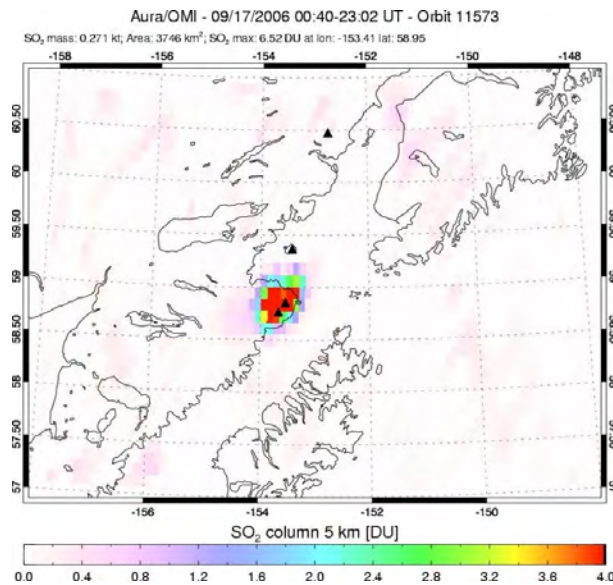 Aura/OMI - 09/17/2006 00:40-23:02 UT - Orbit 11573
SO₂ mass: 0.271 kt; Area: 3746 km²; SO₂ max: 6.52 DU at lon: -153.41 lat: 58.95
-158 -156 -154 -152 -150 -148
60.50
60
59.50
59
58.50
58
57.50
57
-156 -154 -152 -150
SO₂ column 5 km [DU]
0.0 0.4 0.8 1.2 1.6 2.0 2.4 2.8 3.2 3.6 4.0